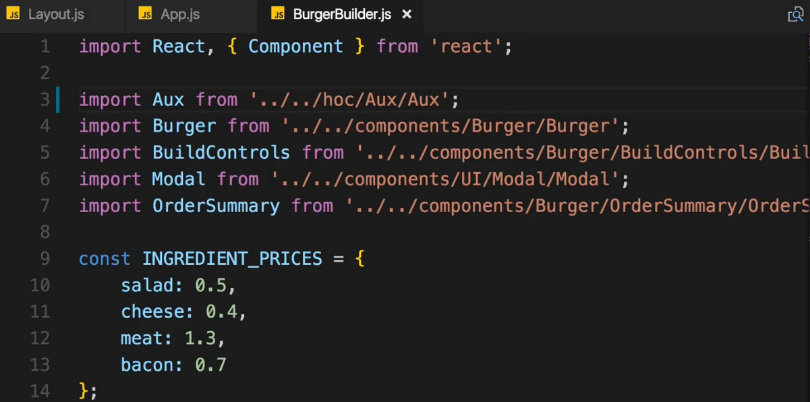 JS Layout.js JS App.js JS BurgerBuilder.js ×
1 import React, { Component } from 'react';
2
3 import Aux from '../../hoc/Aux/Aux';
4 import Burger from '../../components/Burger/Burger';
5 import BuildControls from '../../components/Burger/BuildControls/Buil
6 import Modal from '../../components/UI/Modal/Modal';
7 import OrderSummary from '../../components/Burger/OrderSummary/OrderS
8
9 const INGREDIENT_PRICES = {
10     salad: 0.5,
11     cheese: 0.4,
12     meat: 1.3,
13     bacon: 0.7
14 };